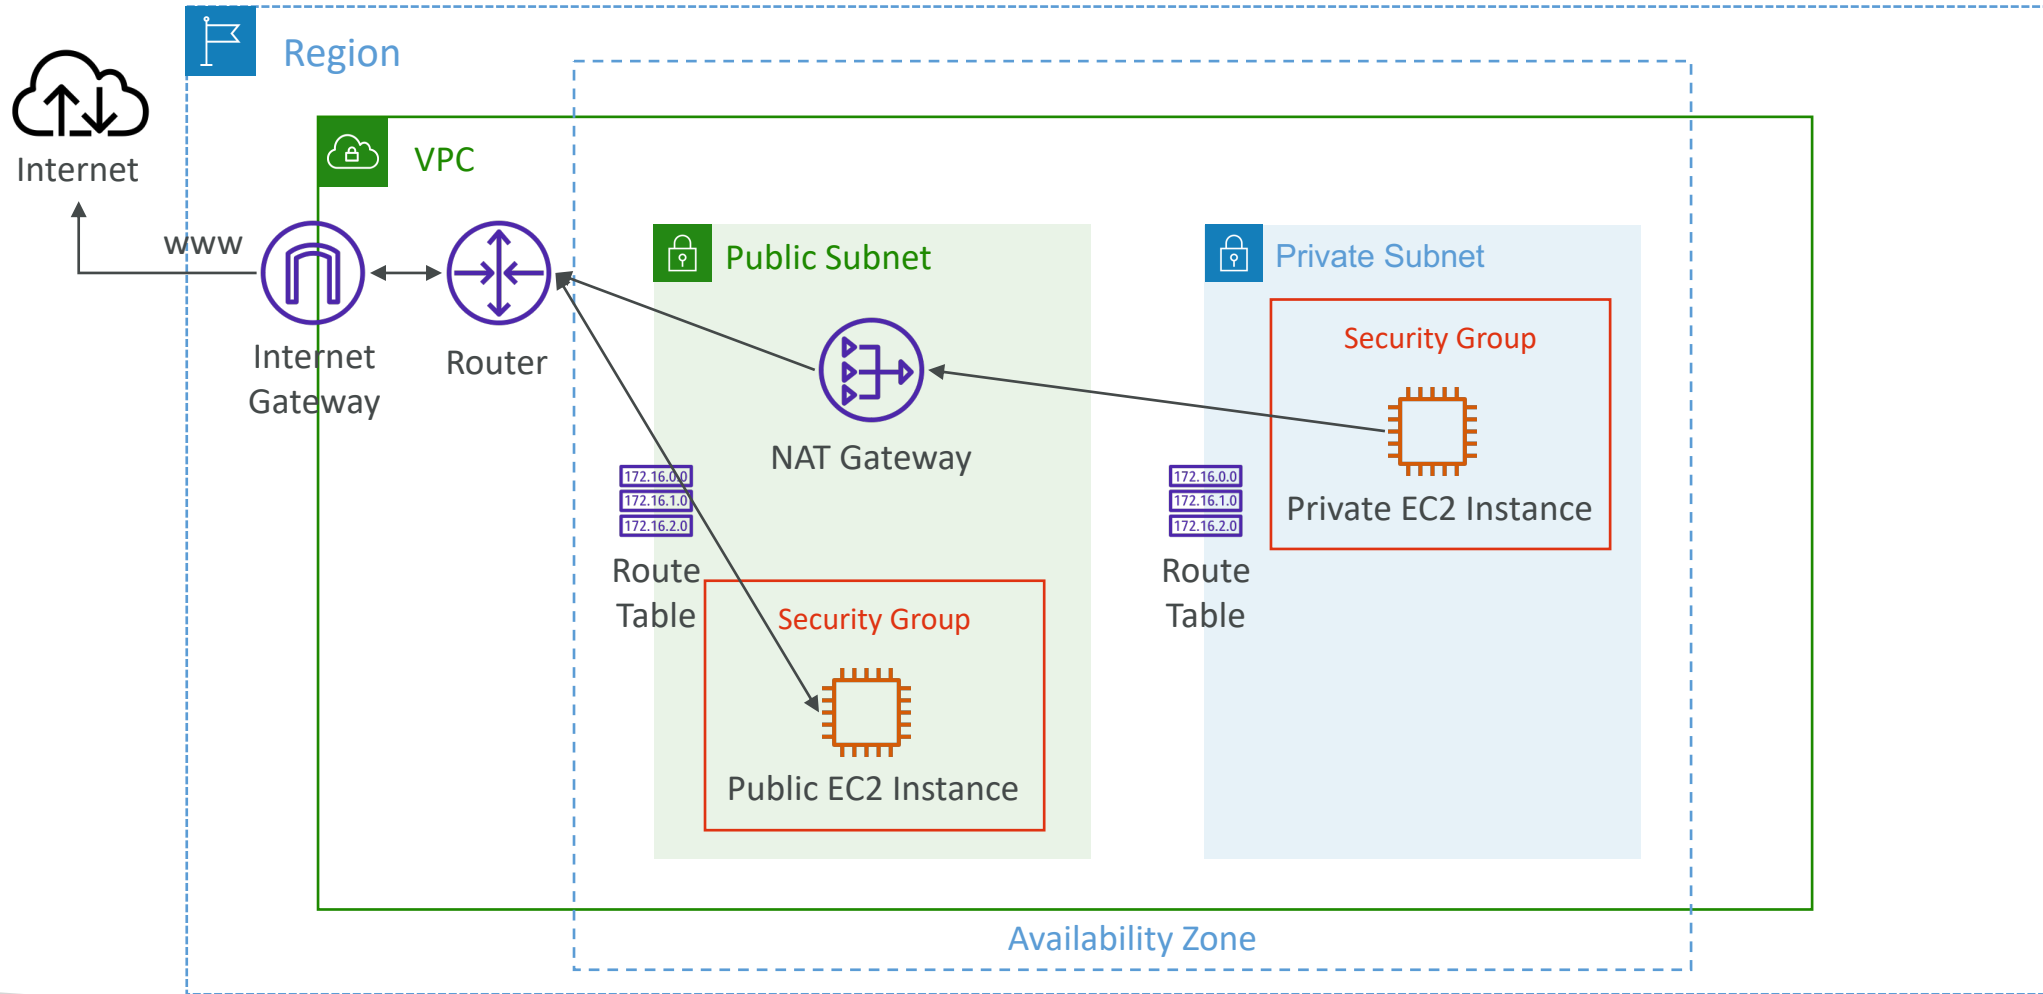 Region
Internet
VPC
www
Public Subnet
Private Subnet
Internet
Gateway
Router
Security Group
NAT Gateway
172.16.0.0
172.16.1.0
172.16.2.0
Route
Table
172.16.0.0
172.16.1.0
172.16.2.0
Route
Table
Private EC2 Instance
Security Group
Public EC2 Instance
Availability Zone